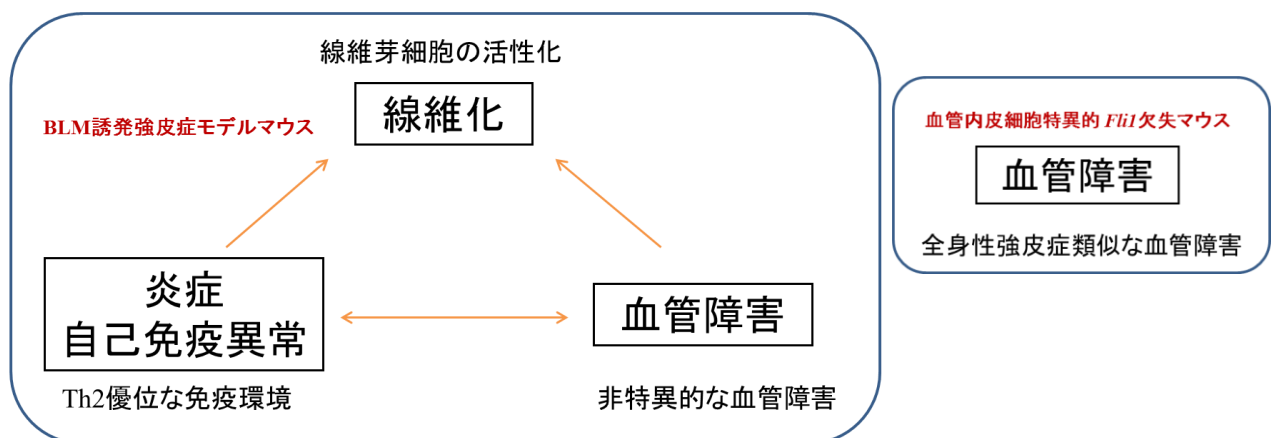 線維芽細胞の活性化
線維化
BLM誘発強皮症モデルマウス
炎症
自己免疫異常
Th2優位な免疫環境
血管障害
非特異的な血管障害
血管内皮細胞特異的 Fli1欠失マウス
血管障害
全身性強皮症類似な血管障害